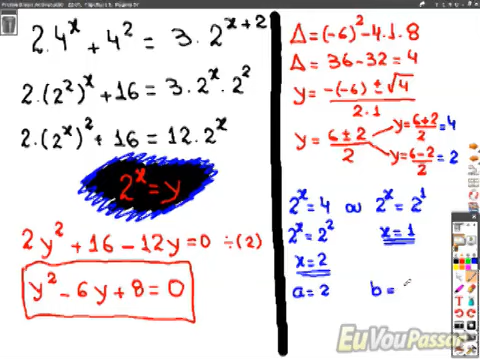 2.4^x + 4^2 = 3.2^(x+2)
2.(2^2)^x + 16 = 3.2^x.2^2
2.(2^x)^2 + 16 = 12.2^x
2^x = y
2y^2 + 16 - 12y = 0 ÷(2)
y^2 - 6y + 8 = 0
Δ = (-6)^2 - 4.1.8
Δ = 36 - 32 = 4
y = (-(-6) ± √4)/(2.1)
y = (6 ± 2)/2
y = (6+2)/2 = 4
y = (6-2)/2 = 2
2^x = 4 ou 2^x = 2^1
2^x = 2^2 x = 1
x = 2
a = 2 b =
EuVouPassar